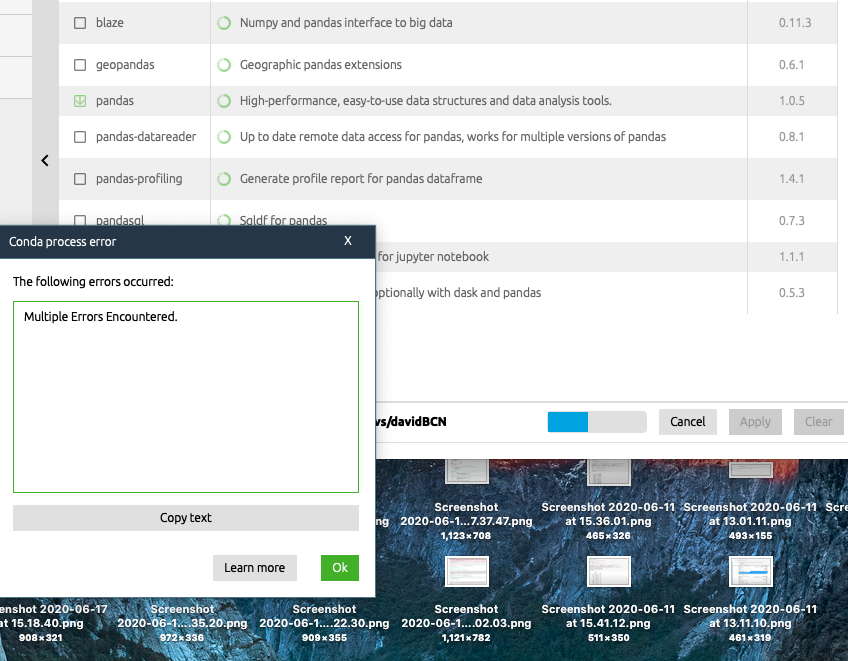 blaze Numpy and pandas interface to big data 0.11.3
geopandas Geographic pandas extensions 0.6.1
pandas High-performance, easy-to-use data structures and data analysis tools. 1.0.5
pandas-datareader Up to date remote data access for pandas, works for multiple versions of pandas 0.8.1
pandas-profiling Generate profile report for pandas dataframe 1.4.1
pandasql Sqldf for pandas 0.7.3
for jupyter notebook 1.1.1
optionally with dask and pandas 0.5.3
Conda process error X
The following errors occurred:
Multiple Errors Encountered.
Copy text
Learn more Ok
vs/davidBCN Cancel Apply Clear
ng
Screenshot
2020-06-1...7.37.47.png
1,123×708
Screenshot 2020-06-11
at 15.36.01.png
465×326
Screenshot 2020-06-11
at 13.01.11.png
493×155
Scre
enshot 2020-06-17
at 15.18.40.png
908×321
Screenshot
2020-06-1....35.20.png
972×336
Screenshot
2020-06-1....22.30.png
909×355
Screenshot
2020-06-1....02.03.png
1,121×782
Screenshot 2020-06-11
at 15.41.12.png
511×350
Screenshot 2020-06-11
at 13.11.10.png
461×319